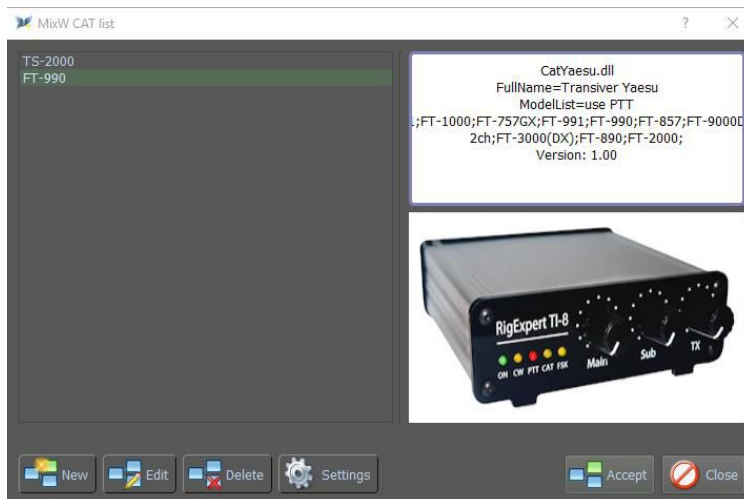 MixW CAT list
TS-2000
FT-990
CatYaesu.dll
FullName=Transiver Yaesu
ModelList=use PTT
;FT-1000;FT-757GX;FT-991;FT-990;FT-857;FT-9000D
2ch;FT-3000(DX);FT-890;FT-2000;
Version: 1.00
RigExpert TI-8
ON CW PTT CAT FSK
Main
Sub
TX
New
Edit
Delete
Settings
Accept
Close